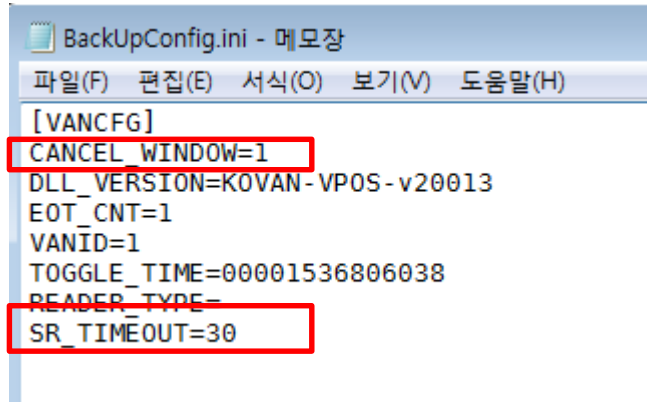 BackUpConfig.ini - 메모장
파일(F) 편집(E) 서식(O) 보기(V) 도움말(H)
[VANCFG]
CANCEL_WINDOW=1
DLL_VERSION=KOVAN-VPOS-v20013
EOT_CNT=1
VANID=1
TOGGLE_TIME=00001536806038
READER_TYPE=
SR_TIMEOUT=30